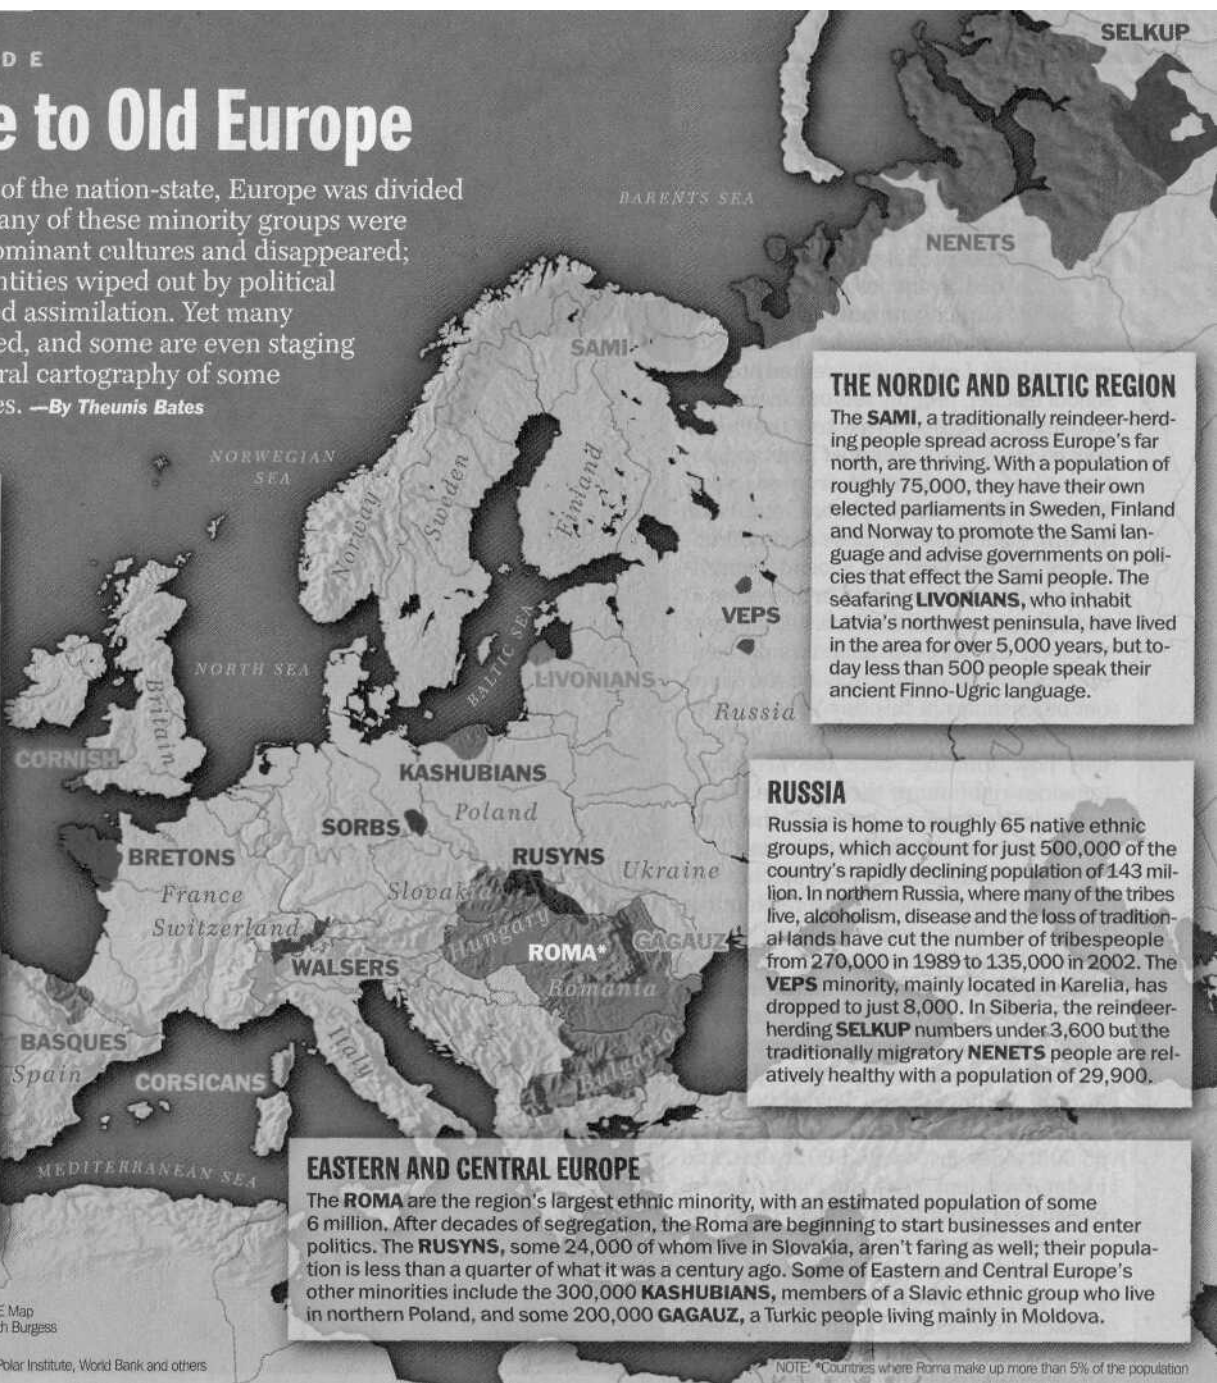 D E
e to Old Europe
of the nation-state, Europe was divided
any of these minority groups were
ominant cultures and disappeared;
ntities wiped out by political
d assimilation. Yet many
ed, and some are even staging
ral cartography of some
es. —By Theunis Bates
SELKUP
BARENTS SEA
NENETS
SAMI
NORWEGIAN
SEA
Norway
Sweden
Finland
THE NORDIC AND BALTIC REGION
The SAMI, a traditionally reindeer-herd-
ing people spread across Europe's far
north, are thriving. With a population of
roughly 75,000, they have their own
elected parliaments in Sweden, Finland
and Norway to promote the Sami lan-
guage and advise governments on poli-
cies that effect the Sami people. The
seafaring LIVONIANS, who inhabit
Latvia's northwest peninsula, have lived
in the area for over 5,000 years, but to-
day less than 500 people speak their
ancient Finno-Ugric language.
VEPS
NORTH SEA
BALTIC SEA
LIVONIANS
Russia
Britain
CORNISH
KASHUBIANS
Poland
SORBS
BRETONS
RUSYNS
Ukraine
France
Slovak
Switzerland
Hungary
ROMA*
GAGAUZ
WALSERS
Romania
BASQUES
Spain
Italy
Bulgaria
CORSICANS
MEDITERRANEAN SEA
RUSSIA
Russia is home to roughly 65 native ethnic
groups, which account for just 500,000 of the
country's rapidly declining population of 143 mil-
lion. In northern Russia, where many of the tribes
live, alcoholism, disease and the loss of tradition-
al lands have cut the number of tribespeople
from 270,000 in 1989 to 135,000 in 2002. The
VEPS minority, mainly located in Karelia, has
dropped to just 8,000. In Siberia, the reindeer-
herding SELKUP numbers under 3,600 but the
traditionally migratory NENETS people are rel-
atively healthy with a population of 29,900.
EASTERN AND CENTRAL EUROPE
The ROMA are the region's largest ethnic minority, with an estimated population of some
6 million. After decades of segregation, the Roma are beginning to start businesses and enter
politics. The RUSYNS, some 24,000 of whom live in Slovakia, aren't faring as well; their popula-
tion is less than a quarter of what it was a century ago. Some of Eastern and Central Europe's
other minorities include the 300,000 KASHUBIANS, members of a Slavic ethnic group who live
in northern Poland, and some 200,000 GAGAUZ, a Turkic people living mainly in Moldova.
E Map
h Burgess
Polar Institute, World Bank and others
NOTE: *Countries where Roma make up more than 5% of the population